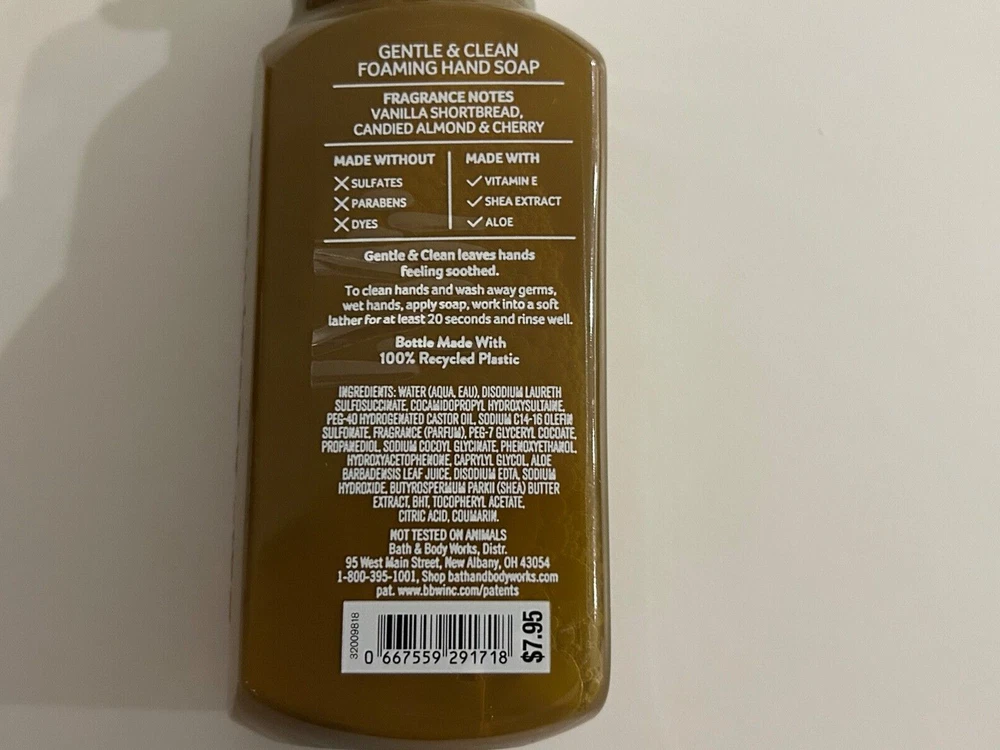 GENTLE & CLEAN
FOAMING HAND SOAP
FRAGRANCE NOTES
VANILLA SHORTBREAD,
CANDIED ALMOND & CHERRY
MADE WITHOUT
SULFATES
PARABENS
DYES
MADE WITH
VITAMIN E
SHEA EXTRACT
ALOE
Gentle & Clean leaves hands
feeling soothed.
To clean hands and wash away germs,
wet hands, apply soap, work into a soft
lather for at least 20 seconds and rinse well.
Bottle Made With
100% Recycled Plastic
INGREDIENTS: WATER (AQUA, EAU), DISODIUM LAURETH
SULFOSUCCINATE, COCAMIDOPROPYL HYDROXYSULTAINE,
PEG-40 HYDROGENATED CASTOR OIL, SODIUM C14-16 OLEFIN
SULFONATE, FRAGRANCE (PARFUM), PEG-7 GLYCERYL COCOATE,
PROPANEDIOL, SODIUM COCOYL GLYCINATE, PHENOXYETHANOL,
HYDROXYACETOPHENONE, CAPRYLYL GLYCOL, ALOE
BARBADENSIS LEAF JUICE, DISODIUM EDTA, SODIUM
HYDROXIDE, BUTYROSPERMUM PARKII (SHEA) BUTTER
EXTRACT, BHT, TOCOPHERYL ACETATE,
CITRIC ACID, COUMARIN.
NOT TESTED ON ANIMALS
Bath & Body Works, Distr.
95 West Main Street, New Albany, OH 43054
1-800-395-1001, Shop bathandbodyworks.com
pat. www.bbwinc.com/patents
32009818
0 667559 291718
$7.95